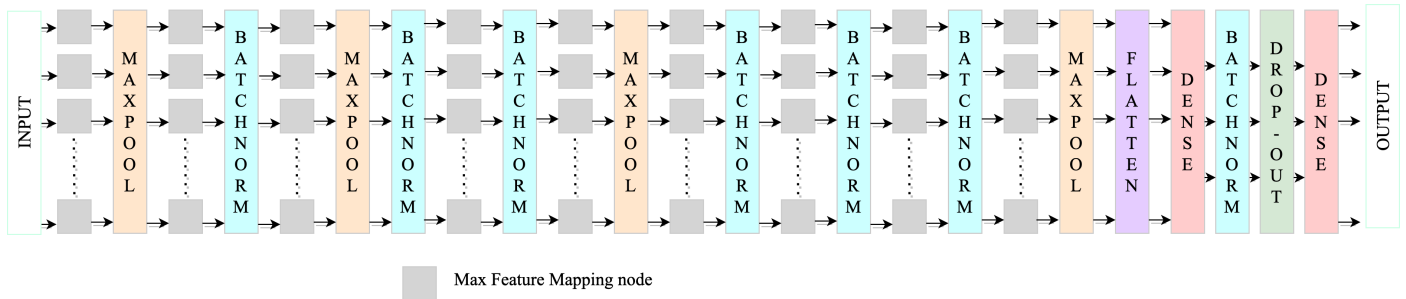 INPUT
MAXPOOL
BATCHNORM
MAXPOOL
BATCHNORM
BATCHNORM
MAXPOOL
BATCHNORM
BATCHNORM
BATCHNORM
MAXPOOL
FLATTEN
DENSE
BATCHNORM
DROP-OUT
DENSE
OUTPUT
Max Feature Mapping node